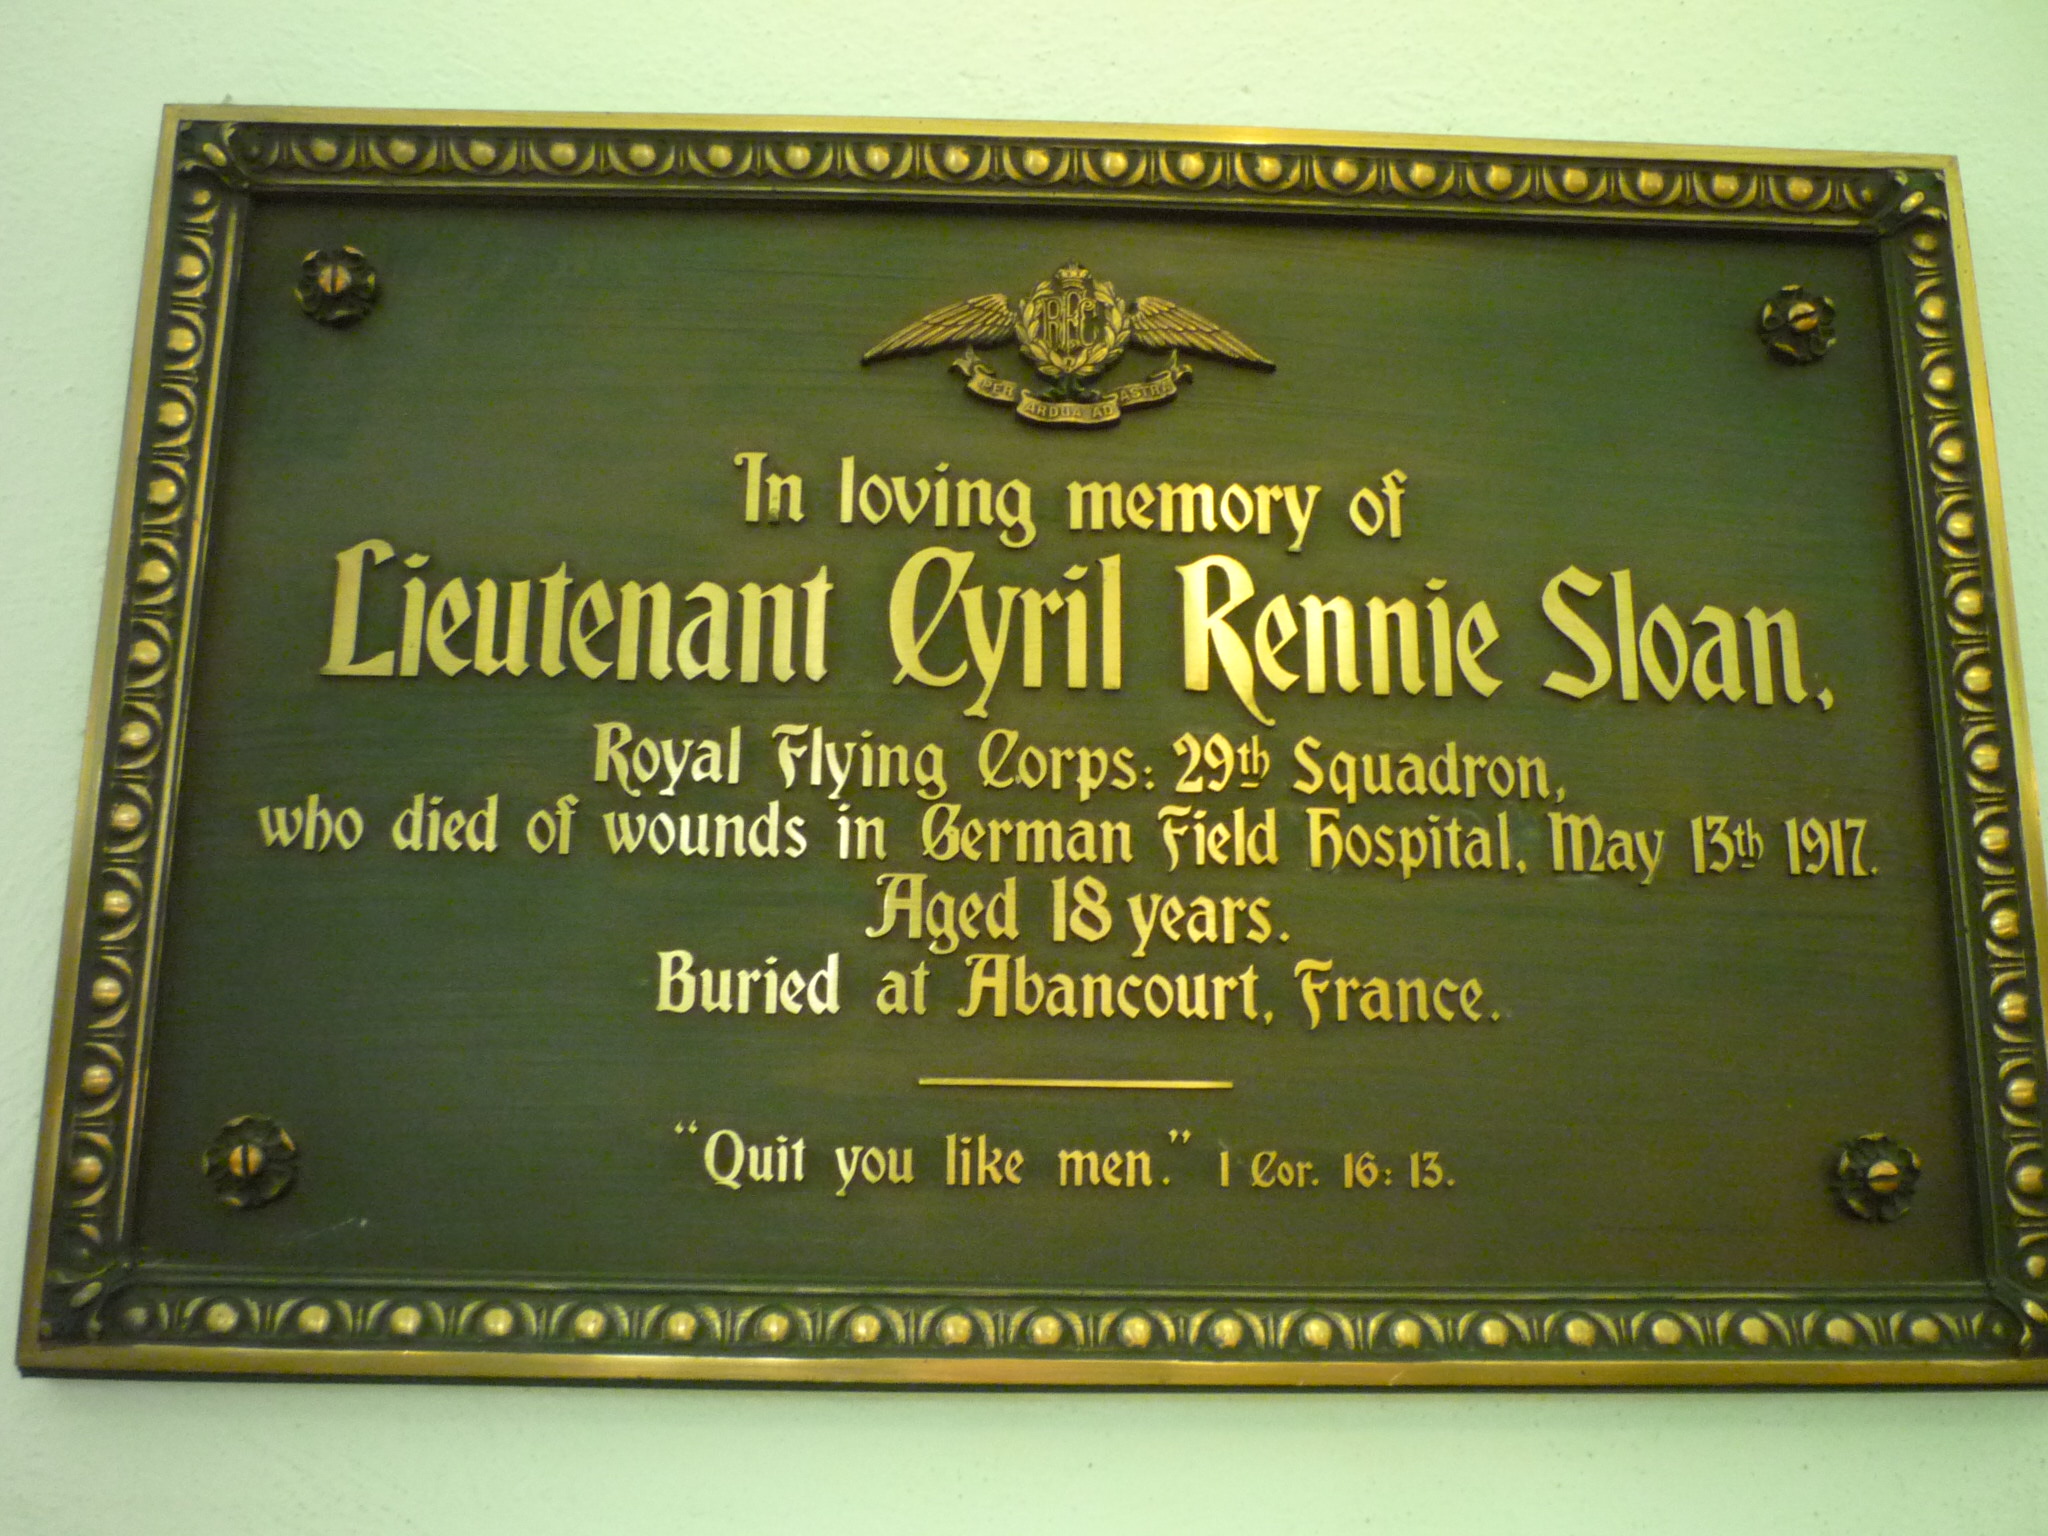 RFC
PER ARDUA AD ASTRA
In loving memory of
Lieutenant Cyril Rennie Sloan,
Royal Flying Corps: 29th Squadron,
who died of wounds in German Field Hospital, May 13th 1917.
Aged 18 years.
Buried at Abancourt, France.
"Quit you like men." 1 Cor. 16: 13.